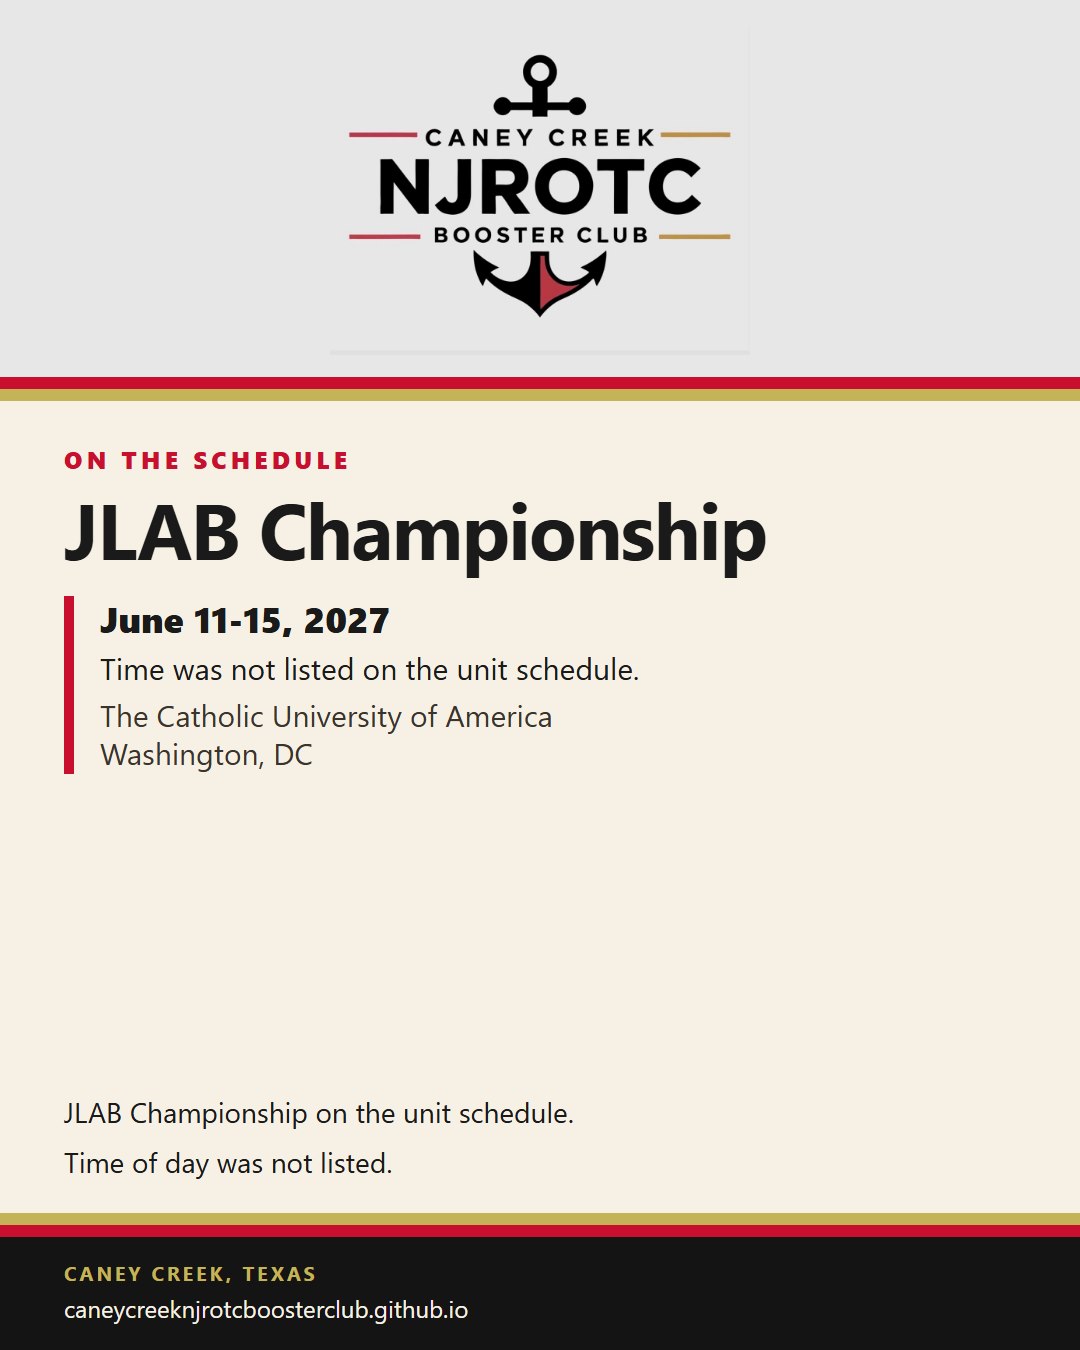 CANEY CREEK
NJROTC
BOOSTER CLUB
ON THE SCHEDULE
JLAB Championship
June 11-15, 2027
Time was not listed on the unit schedule.
The Catholic University of America
Washington, DC
JLAB Championship on the unit schedule.
Time of day was not listed.
CANEY CREEK, TEXAS
caneycreeknjrotcboosterclub.github.io